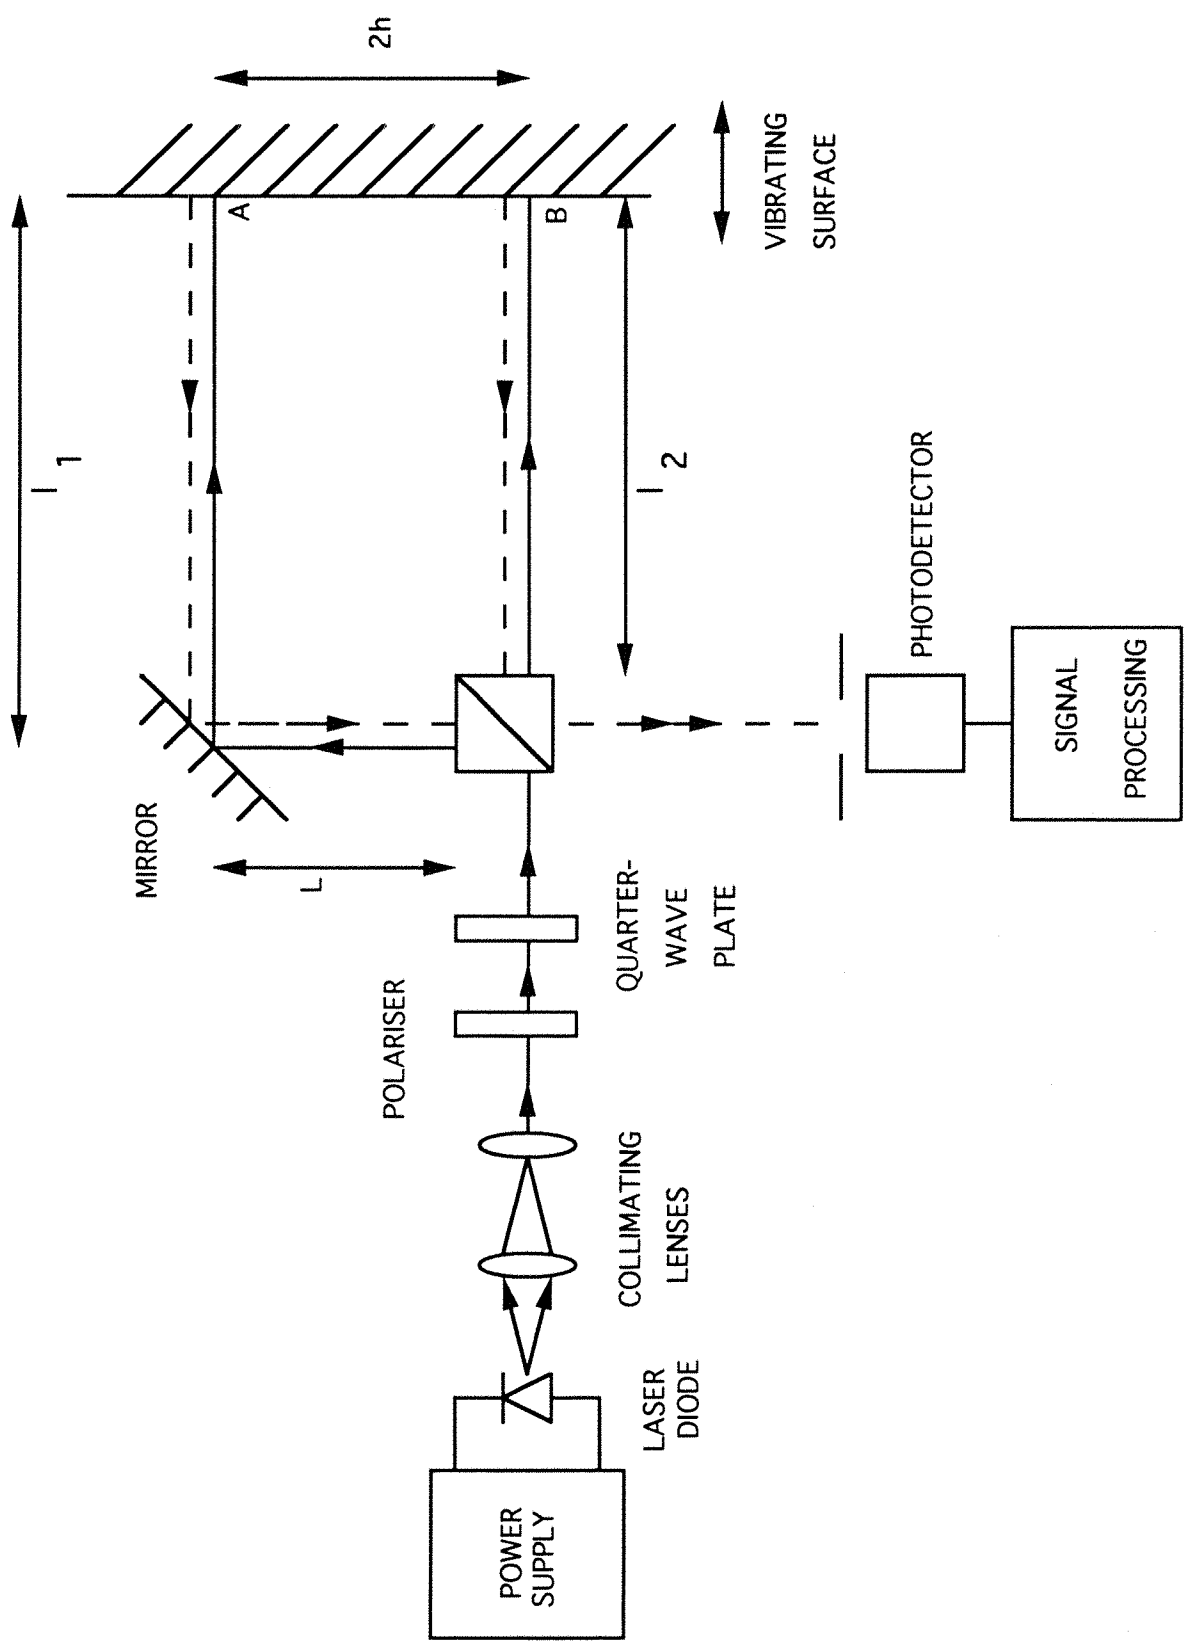 2h
A
B
VIBRATING
SURFACE
l
1
l
2
MIRROR
L
PHOTODETECTOR
SIGNAL
PROCESSING
QUARTER-
WAVE
PLATE
POLARISER
COLLIMATING
LENSES
LASER
DIODE
POWER
SUPPLY